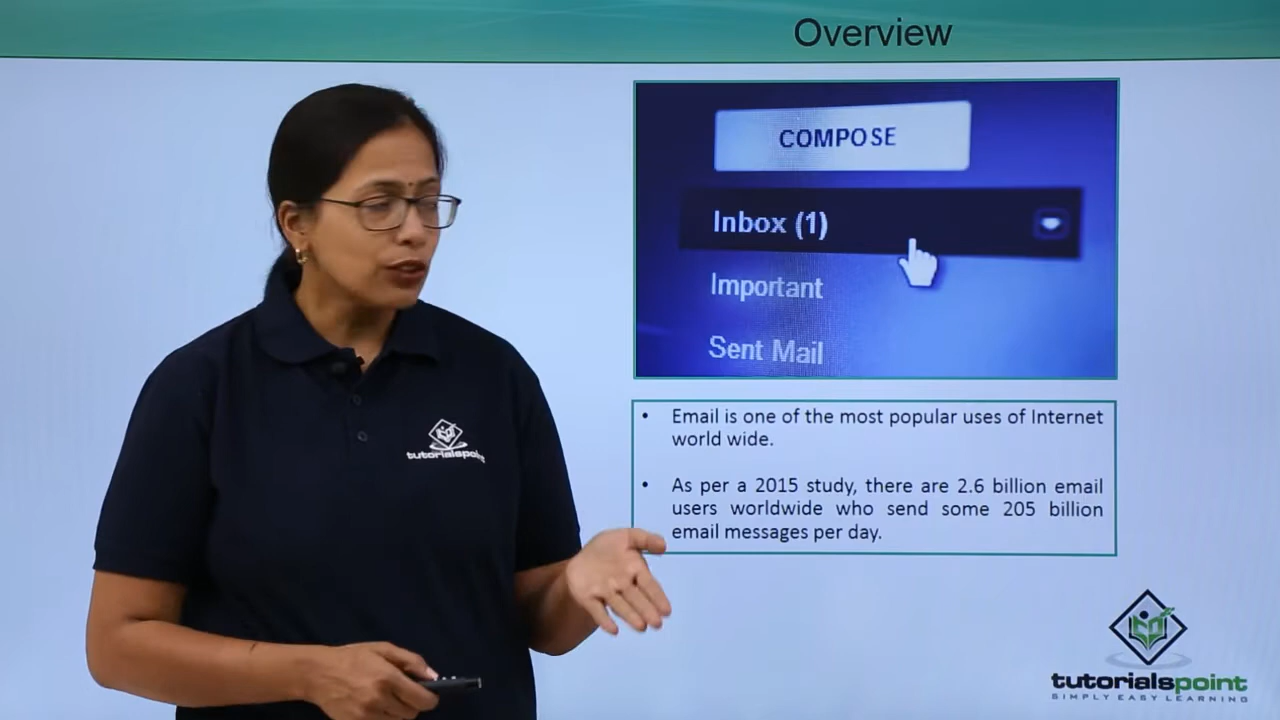 Overview
COMPOSE
Inbox (1)
Important
Sent Mail
• Email is one of the most popular uses of Internet
world wide.
• As per a 2015 study, there are 2.6 billion email
users worldwide who send some 205 billion
email messages per day.
tutorialspoint
tutorialspoint
SIMPLY EASY LEARNING